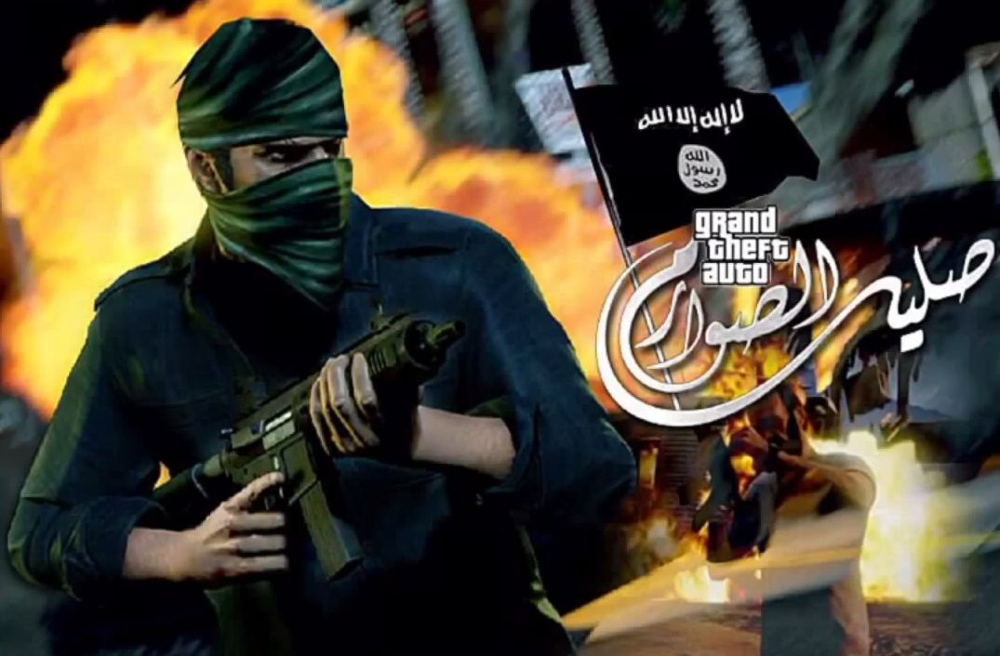 لا إله إلا الله
الله
رسول
محمد
grand
theft
auto
صليل الصوارم